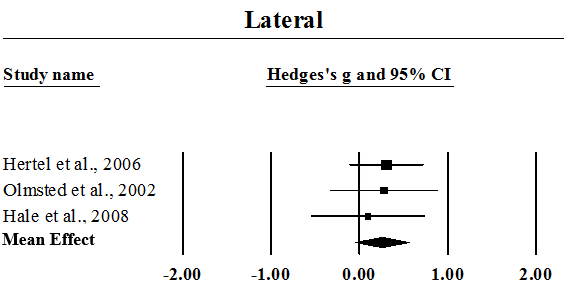 Lateral
Study name Hedges's g and 95% CI
Hertel et al., 2006
Olmsted et al., 2002
Hale et al., 2008
Mean Effect
-2.00 -1.00 0.00 1.00 2.00